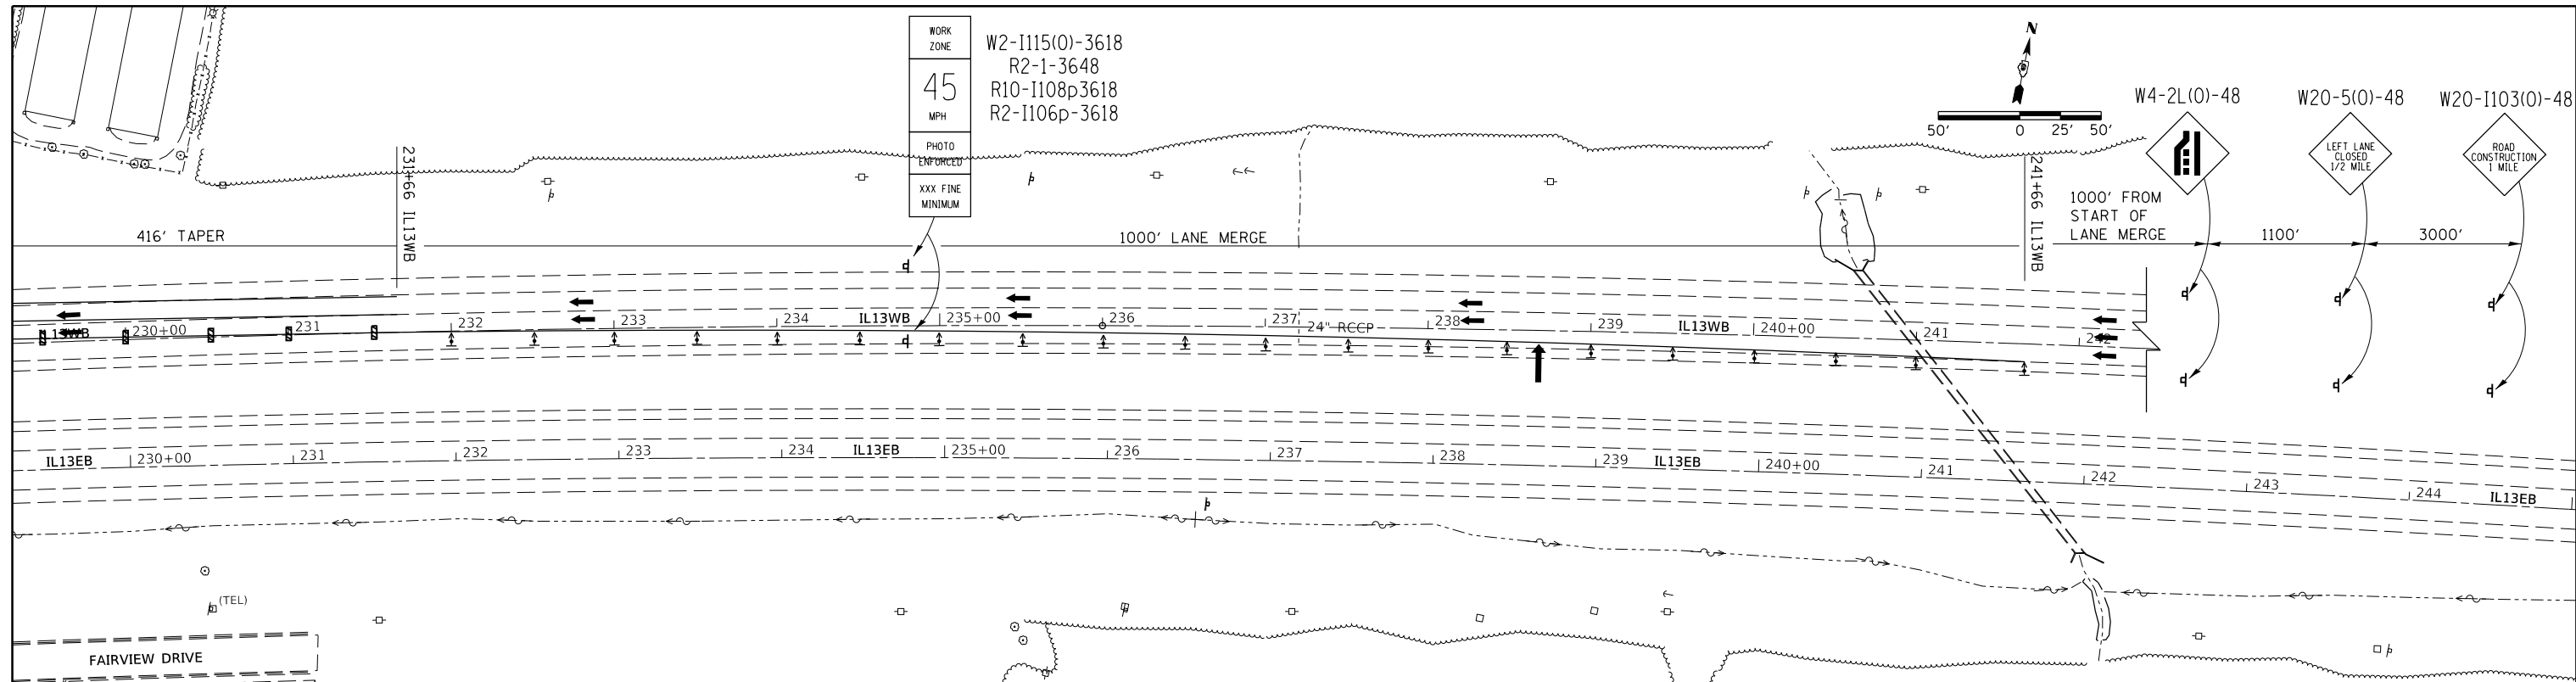 WORK
ZONE
45
MPH
PHOTO
ENFORCED
XXX FINE
MINIMUM
W2-I115(O)-3618
R2-1-3648
R10-I108p3618
R2-I106p-3618
N
50' 0 25' 50'
W4-2L(O)-48
W20-5(O)-48
W20-I103(O)-48
LEFT LANE
CLOSED
1/2 MILE
ROAD
CONSTRUCTION
1 MILE
231+66 IL13WB
241+66 IL13WB
416' TAPER
1000' LANE MERGE
1000' FROM
START OF
LANE MERGE
1100'
3000'
IL13WB 230+00 231 232 233 234 IL13WB 235+00 236 237 24" RCCP 238 239 IL13WB 240+00 241 242
IL13EB 230+00 231 232 233 234 IL13EB 235+00 236 237 238 239 IL13EB 240+00 241 242 243 244 IL13EB
(TEL)
FAIRVIEW DRIVE